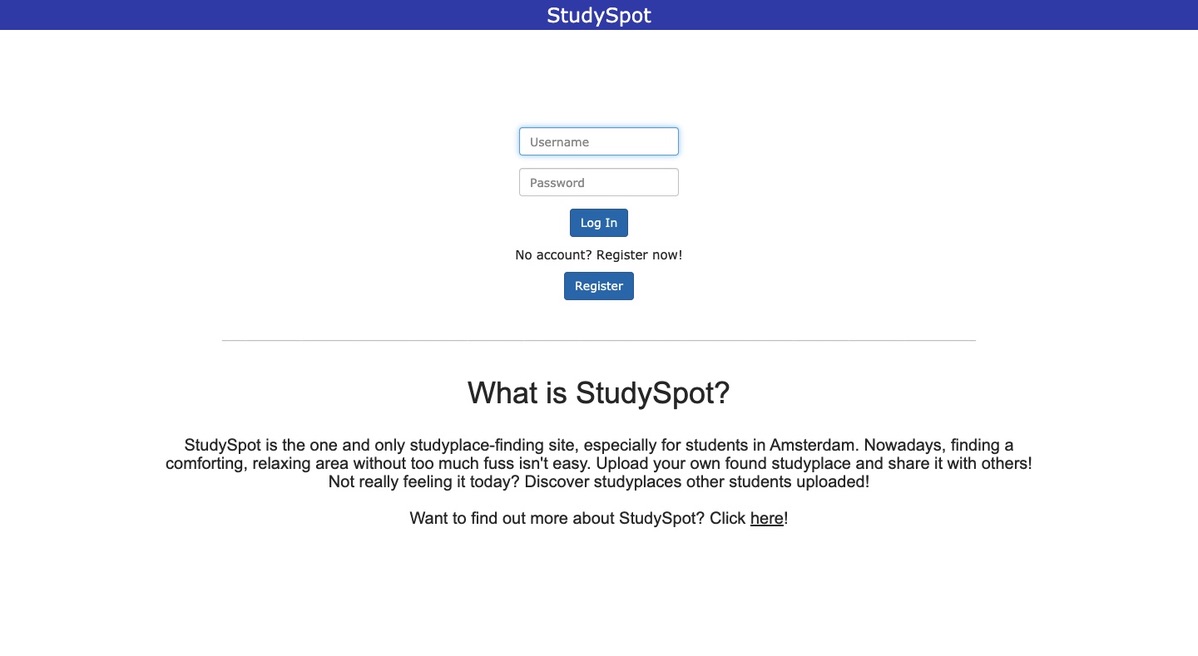 StudySpot
Username
Password
Log In
No account? Register now!
Register
What is StudySpot?
StudySpot is the one and only studyplace-finding site, especially for students in Amsterdam. Nowadays, finding a
comforting, relaxing area without too much fuss isn't easy. Upload your own found studyplace and share it with others!
Not really feeling it today? Discover studyplaces other students uploaded!
Want to find out more about StudySpot? Click here!